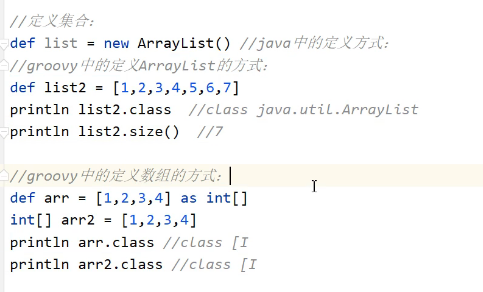 //定义集合:
def list = new ArrayList() //java中的定义方式:
//groovy中的定义ArrayList的方式:
def list2 = [1,2,3,4,5,6,7]
println list2.class  //class java.util.ArrayList
println list2.size()  //7
//groovy中的定义数组的方式:
def arr = [1,2,3,4] as int[]
int[] arr2 = [1,2,3,4]
println arr.class //class [I
println arr2.class //class [I